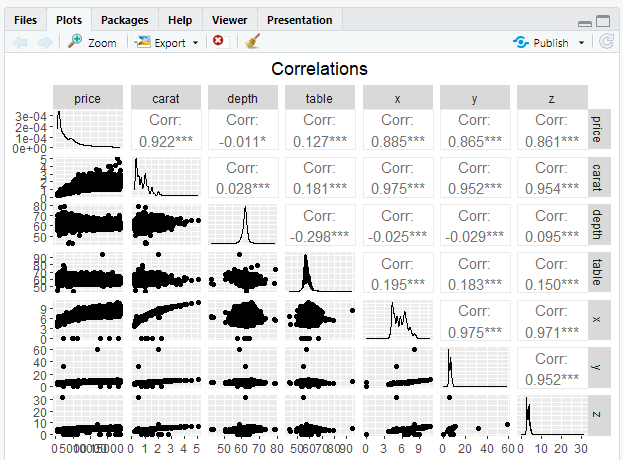 Files Plots Packages Help Viewer Presentation
Zoom Export Publish
Correlations
price carat depth table x y z
3e-04 2e-04 1e-04 0e+00 Corr: 0.922*** Corr: -0.011* Corr: 0.127*** Corr: 0.885*** Corr: 0.865*** Corr: 0.861*** price
5 4 3 2 1 0 Corr: 0.028*** Corr: 0.181*** Corr: 0.975*** Corr: 0.952*** Corr: 0.954*** carat
80 70 60 50 Corr: -0.298*** Corr: -0.025*** Corr: -0.029*** Corr: 0.095*** depth
90 80 70 60 50 Corr: 0.195*** Corr: 0.183*** Corr: 0.150*** table
9 6 3 0 Corr: 0.975*** Corr: 0.971*** x
60 40 20 0 Corr: 0.952*** y
30 20 10 0 z
0 1 2 3 4 5 50 60 70 80 50 60 70 80 90 0 3 6 9 0 20 40 60 0 10 20 30